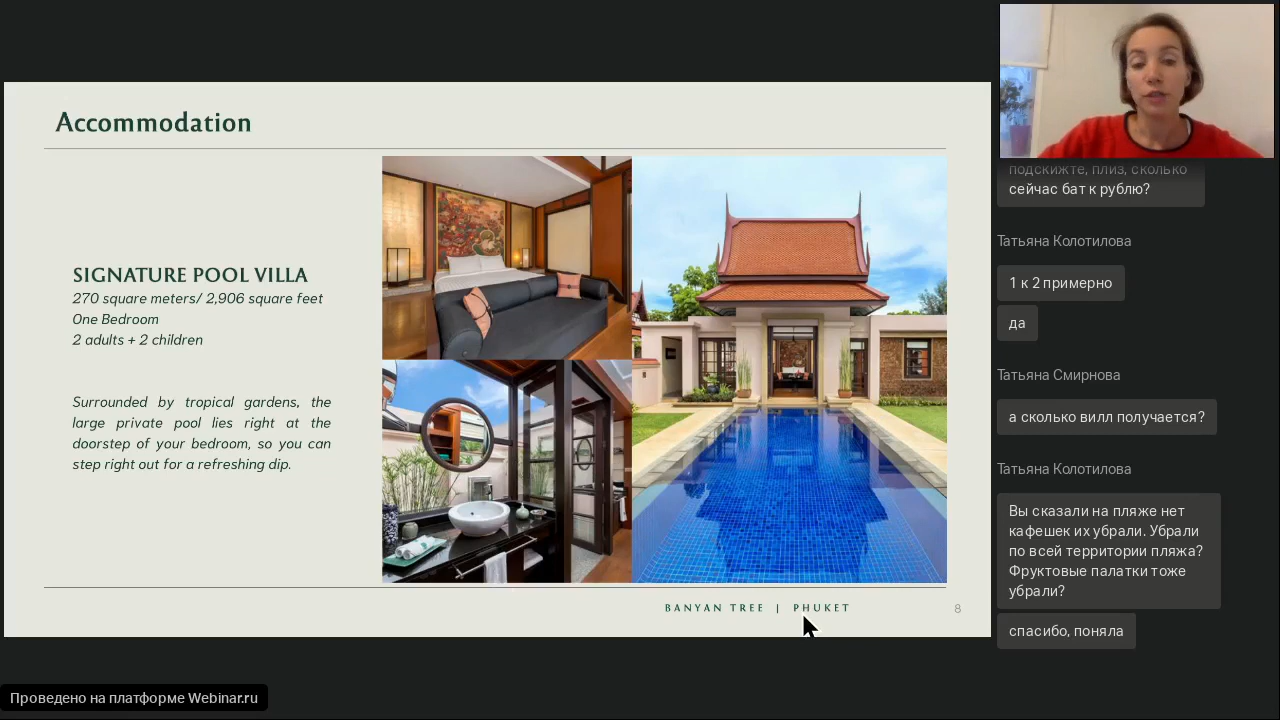 Accommodation
SIGNATURE POOL VILLA
270 square meters/ 2,906 square feet
One Bedroom
2 adults + 2 children
Surrounded by tropical gardens, the
large private pool lies right at the
doorstep of your bedroom, so you can
step right out for a refreshing dip.
BANYAN TREE | PHUKET
8
подскижте, плиз, сколько
сейчас бат к рублю?
Татьяна Колотилова
1 к 2 примерно
да
Татьяна Смирнова
а сколько вилл получается?
Татьяна Колотилова
Вы сказали на пляже нет
кафешек их убрали. Убрали
по всей территории пляжа?
Фруктовые палатки тоже
убрали?
спасибо, поняла
Проведено на платформе Webinar.ru